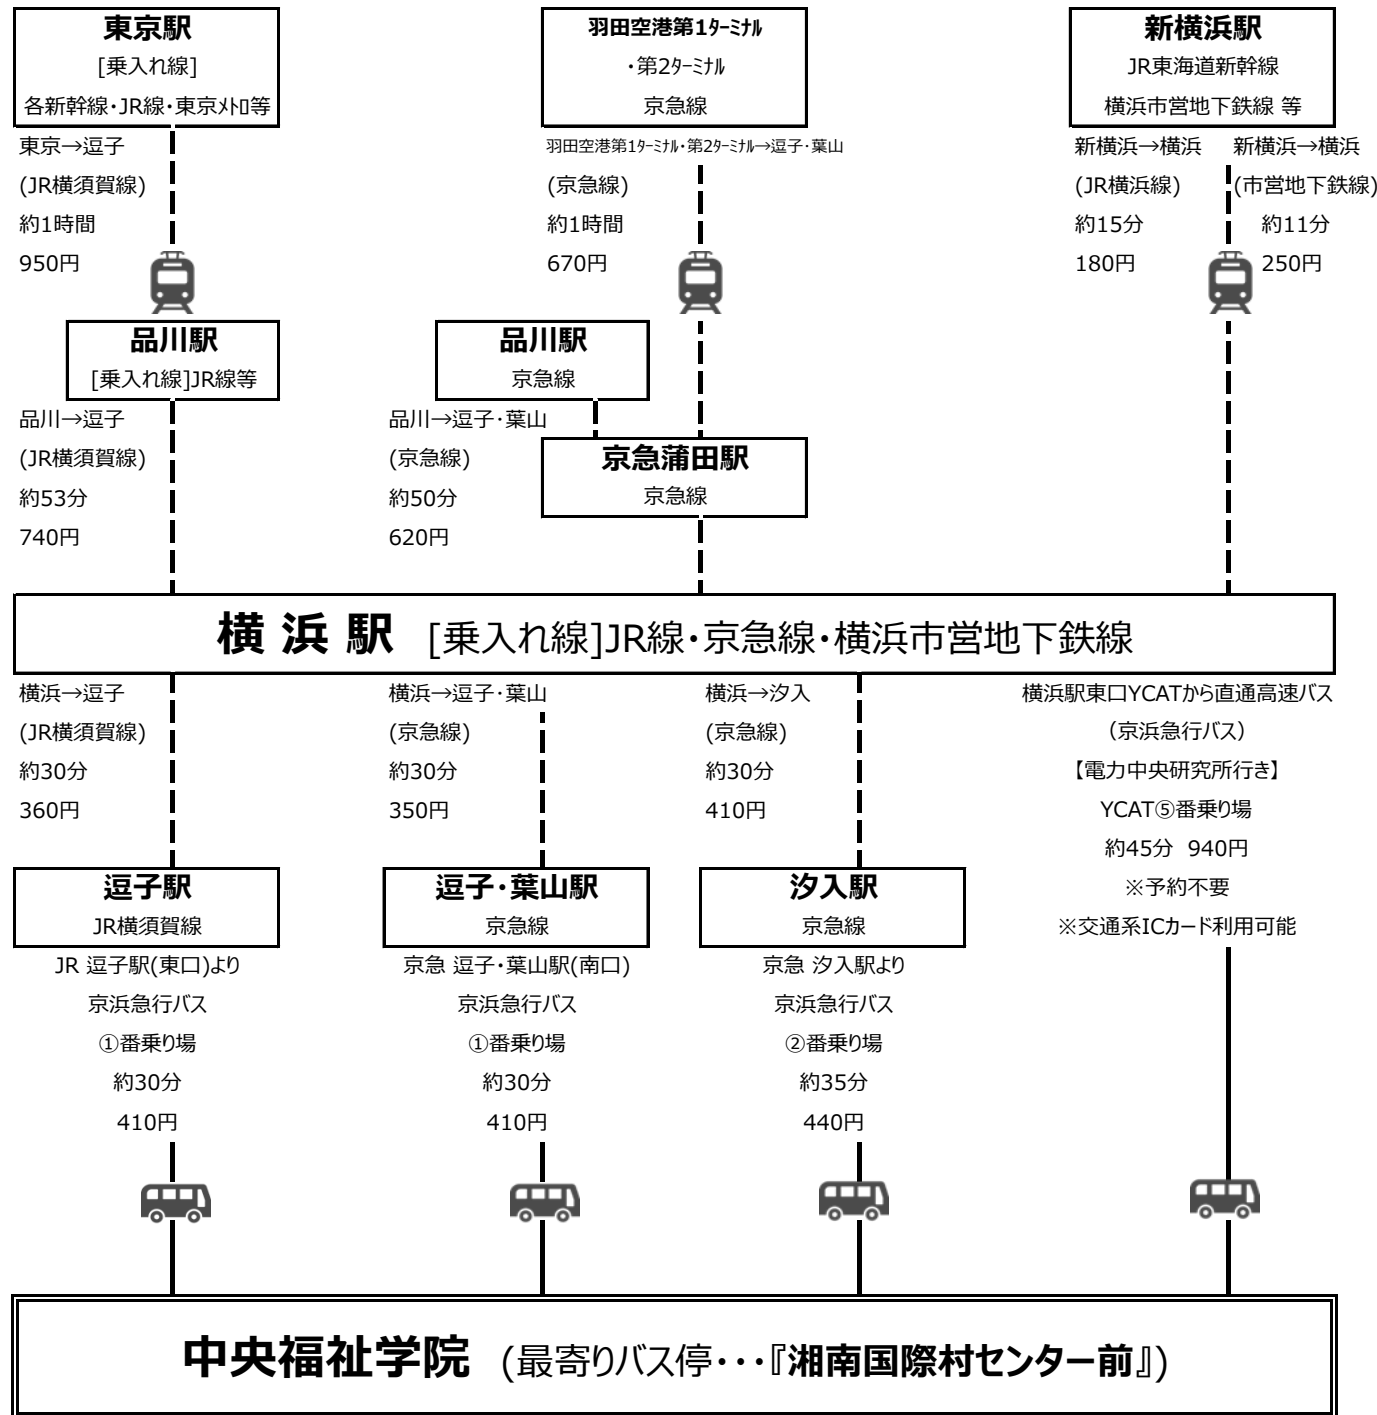 東京駅
[乗入れ線]
各新幹線・JR線・東京ﾒﾄﾛ等
東京→逗子
(JR横須賀線)
約1時間
950円
羽田空港第1ﾀｰﾐﾅﾙ
・第2ﾀｰﾐﾅﾙ
京急線
羽田空港第1ﾀｰﾐﾅﾙ・第2ﾀｰﾐﾅﾙ→逗子・葉山
(京急線)
約1時間
670円
新横浜駅
JR東海道新幹線
横浜市営地下鉄線 等
新横浜→横浜
(JR横浜線)
約15分
180円
新横浜→横浜
(市営地下鉄線)
約11分
250円
品川駅
[乗入れ線]JR線等
品川→逗子
(JR横須賀線)
約53分
740円
品川駅
京急線
品川→逗子・葉山
(京急線)
約50分
620円
京急蒲田駅
京急線
横 浜 駅 [乗入れ線]JR線・京急線・横浜市営地下鉄線
横浜→逗子
(JR横須賀線)
約30分
360円
逗子駅
JR横須賀線
JR 逗子駅(東口)より
京浜急行バス
①番乗り場
約30分
410円
横浜→逗子・葉山
(京急線)
約30分
350円
逗子・葉山駅
京急線
京急 逗子・葉山駅(南口)
京浜急行バス
①番乗り場
約30分
410円
横浜→汐入
(京急線)
約30分
410円
汐入駅
京急線
京急 汐入駅より
京浜急行バス
②番乗り場
約35分
440円
横浜駅東口YCATから直通高速バス
(京浜急行バス)
【電力中央研究所行き】
YCAT⑤番乗り場
約45分 940円
※予約不要
※交通系ICカード利用可能
中央福祉学院 (最寄りバス停・・・『湘南国際村センター前』)